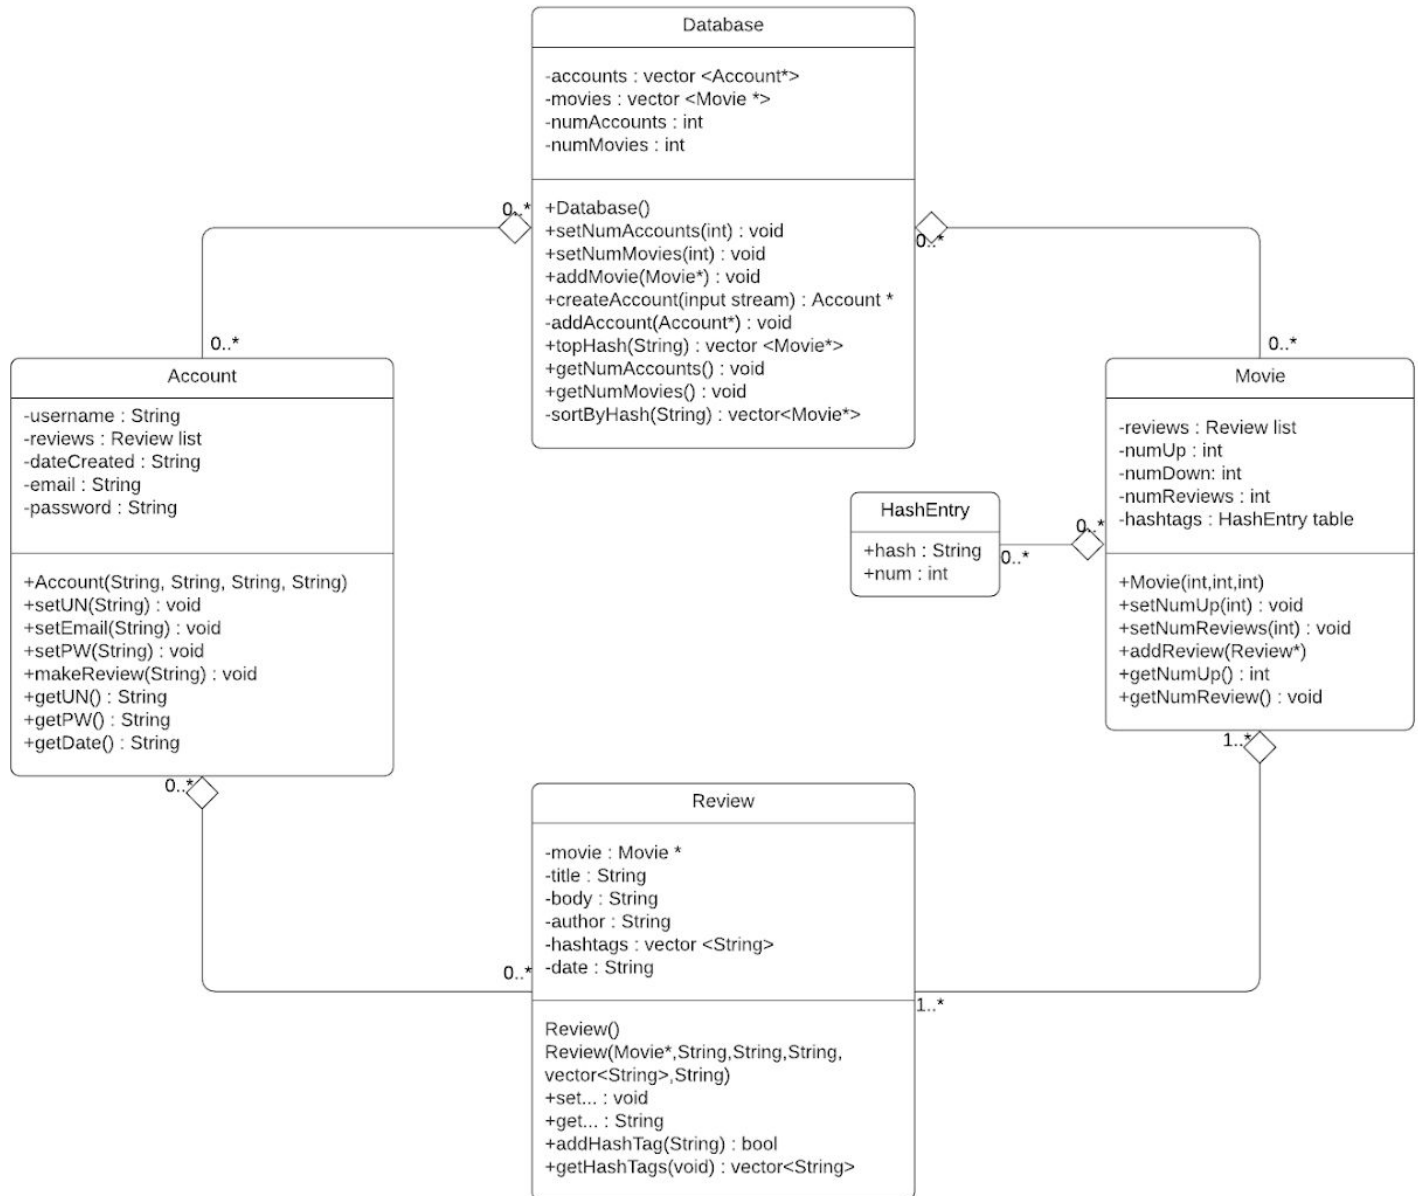 Database
-accounts : vector <Account*>
-movies : vector <Movie *>
-numAccounts : int
-numMovies : int
+Database()
+setNumAccounts(int) : void
+setNumMovies(int) : void
+addMovie(Movie*) : void
+createAccount(input stream) : Account *
-addAccount(Account*) : void
+topHash(String) : vector <Movie*>
+getNumAccounts() : void
+getNumMovies() : void
-sortByHash(String) : vector<Movie*>
0..*
0..*
0..*
0..*
Account
-username : String
-reviews : Review list
-dateCreated : String
-email : String
-password : String
+Account(String, String, String, String)
+setUN(String) : void
+setEmail(String) : void
+setPW(String) : void
+makeReview(String) : void
+getUN() : String
+getPW() : String
+getDate() : String
HashEntry
+hash : String
+num : int
0..*
0..*
Movie
-reviews : Review list
-numUp : int
-numDown: int
-numReviews : int
-hashtags : HashEntry table
+Movie(int,int,int)
+setNumUp(int) : void
+setNumReviews(int) : void
+addReview(Review*)
+getNumUp() : int
+getNumReview() : void
0..*
1..*
Review
-movie : Movie *
-title : String
-body : String
-author : String
-hashtags : vector <String>
-date : String
0..*
1..*
Review()
Review(Movie*,String,String,String,
vector<String>,String)
+set... : void
+get... : String
+addHashTag(String) : bool
+getHashTags(void) : vector<String>